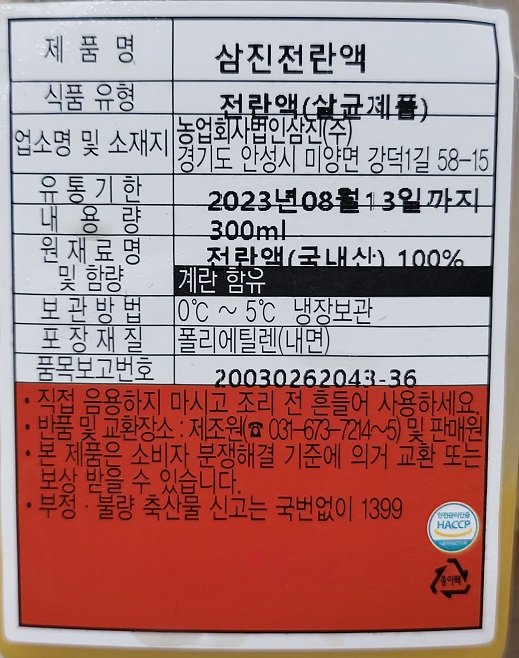 제 품 명 삼진전란액
식품 유형 전란액(살균제품)
업소명 및 소재지 농업회사법인삼진(주)
경기도 안성시 미양면 강덕1길 58-15
유 통 기 한 2023년08월13일까지
내 용 량 300ml
원 재 료 명 전란액(국내산) 100%
및 함량 계란 함유
보 관 방 법 0℃ ~ 5℃ 냉장보관
포 장 재 질 폴리에틸렌(내면)
품목보고번호 20030262043-36
· 직접 음용하지 마시고 조리 전 흔들어 사용하세요.
· 반품 및 교환장소 : 제조원(☎ 031-673-7214~5) 및 판매원
· 본 제품은 소비자 분쟁해결 기준에 의거 교환 또는
보상 받을 수 있습니다.
· 부정 · 불량 축산물 신고는 국번없이 1399
안전관리인증
HACCP
종이팩